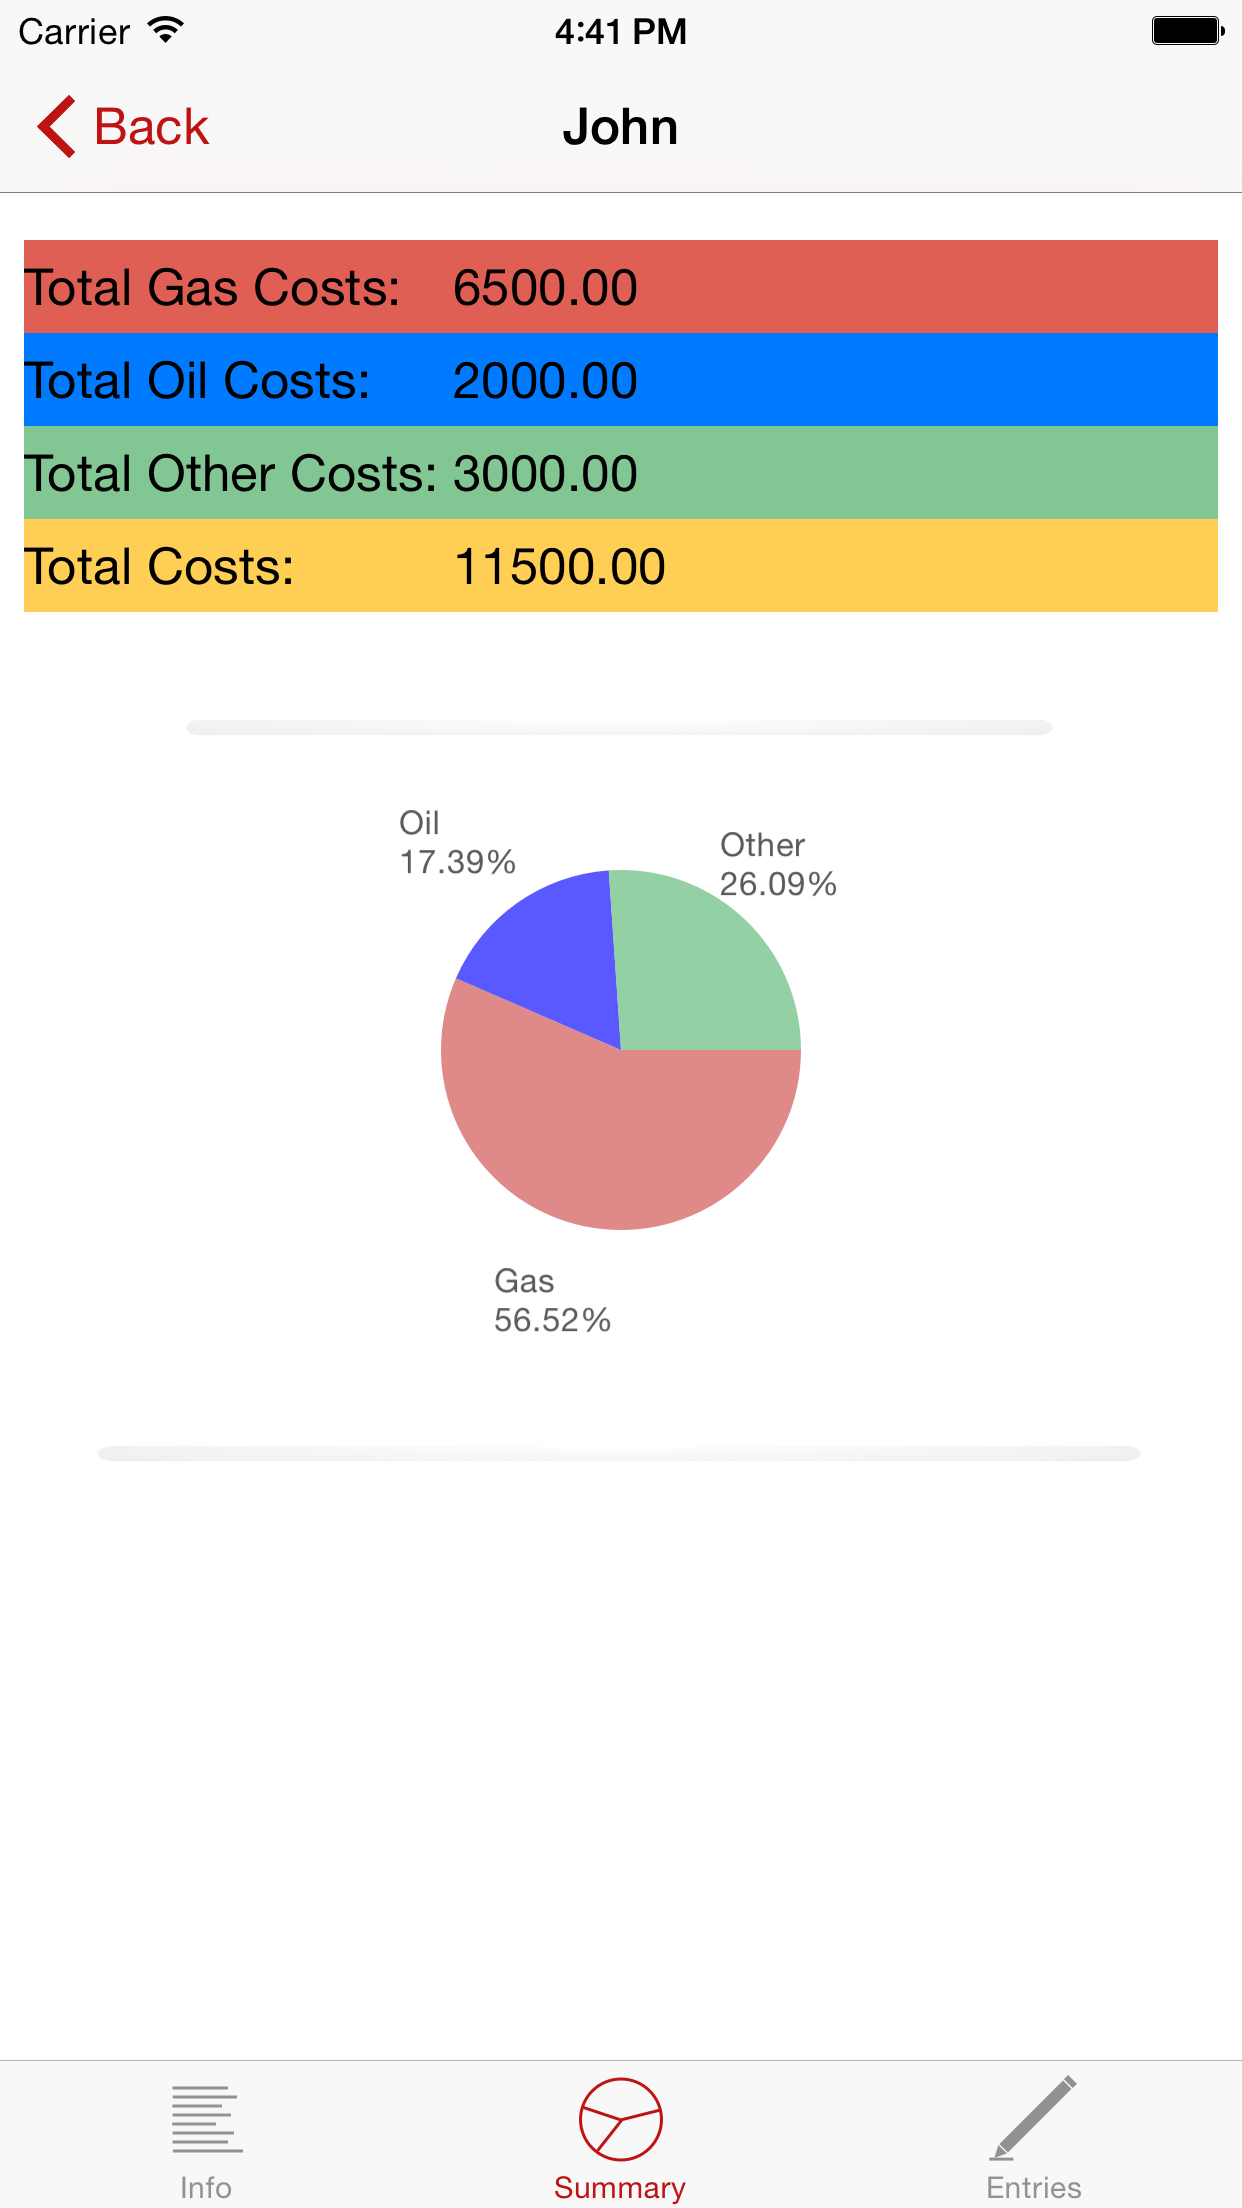 Carrier 4:41 PM
Back John
Total Gas Costs: 6500.00
Total Oil Costs: 2000.00
Total Other Costs: 3000.00
Total Costs: 11500.00
Oil
17.39%
Other
26.09%
Gas
56.52%
Info Summary Entries